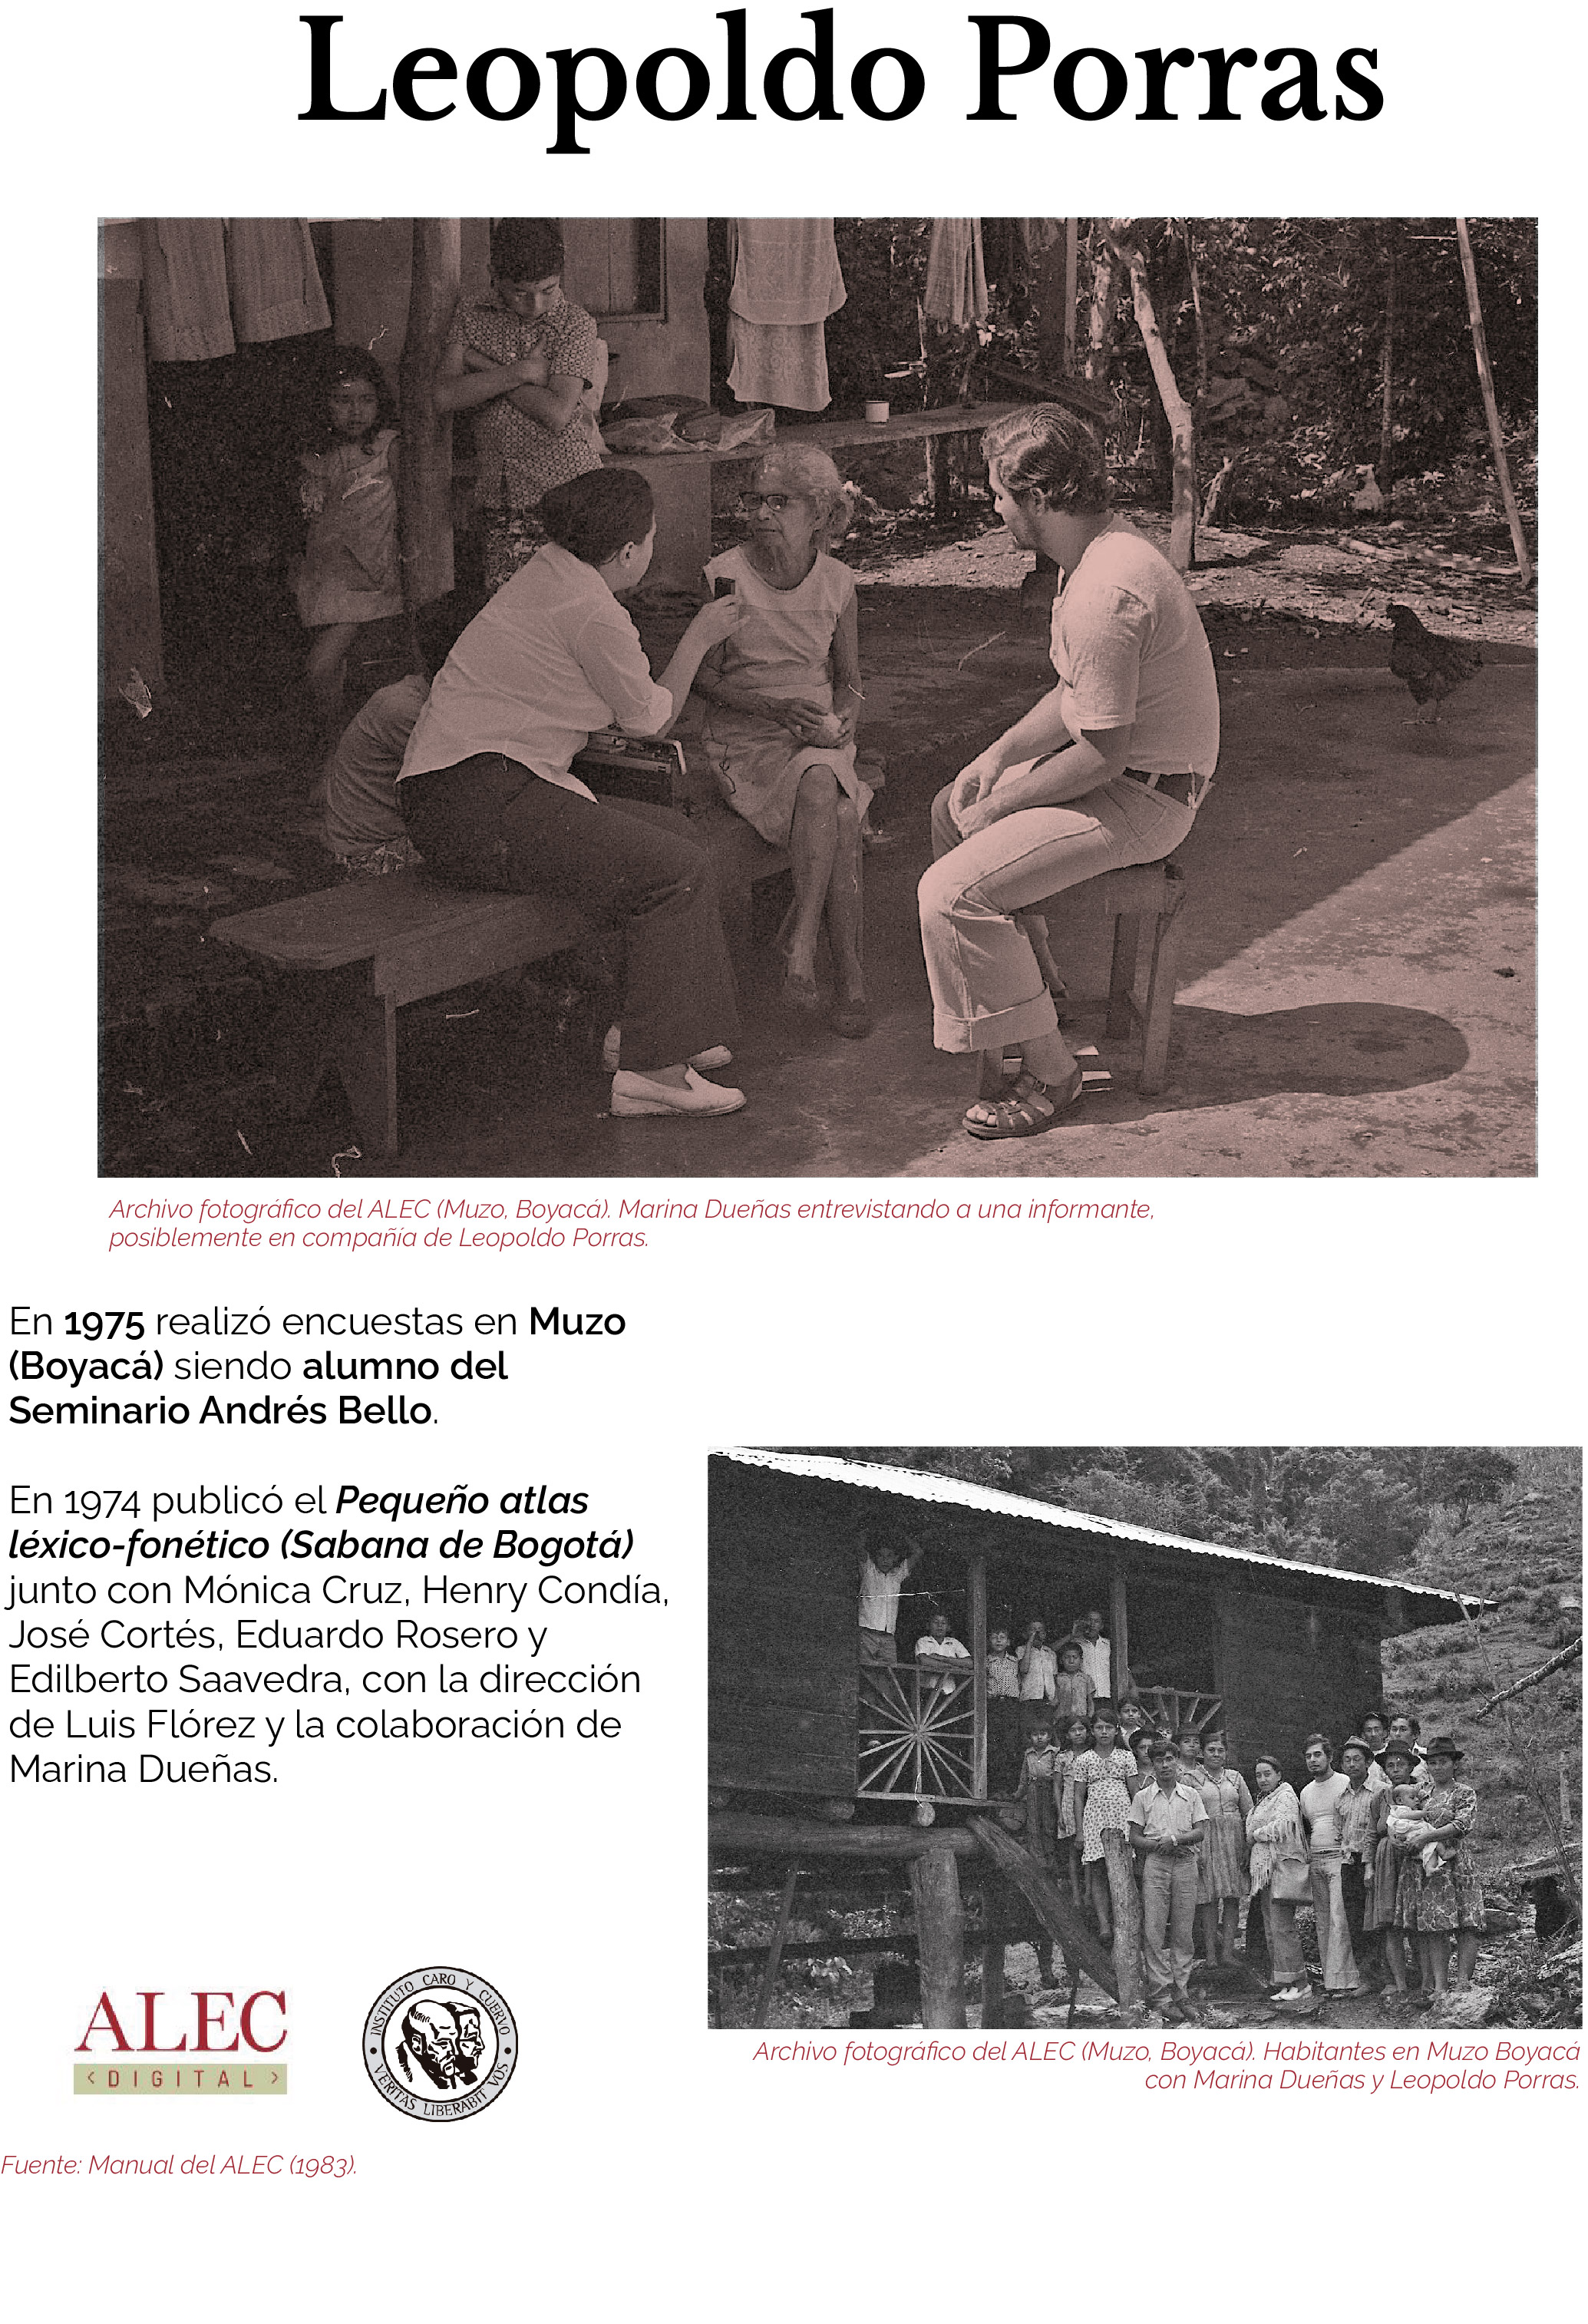 Leopoldo Porras
Archivo fotográfico del ALEC (Muzo, Boyacá). Marina Dueñas entrevistando a una informante,
posiblemente en compañía de Leopoldo Porras.
En 1975 realizó encuestas en Muzo
(Boyacá) siendo alumno del
Seminario Andrés Bello.
En 1974 publicó el Pequeño atlas
léxico-fonético (Sabana de Bogotá)
junto con Mónica Cruz, Henry Condía,
José Cortés, Eduardo Rosero y
Edilberto Saavedra, con la dirección
de Luis Flórez y la colaboración de
Marina Dueñas.
Archivo fotográfico del ALEC (Muzo, Boyacá). Habitantes en Muzo Boyacá
con Marina Dueñas y Leopoldo Porras.
ALEC
<DIGITAL>
INSTITUTO CARO Y CUERVO
VERITAS LIBERABIT VOS
Fuente: Manual del ALEC (1983).